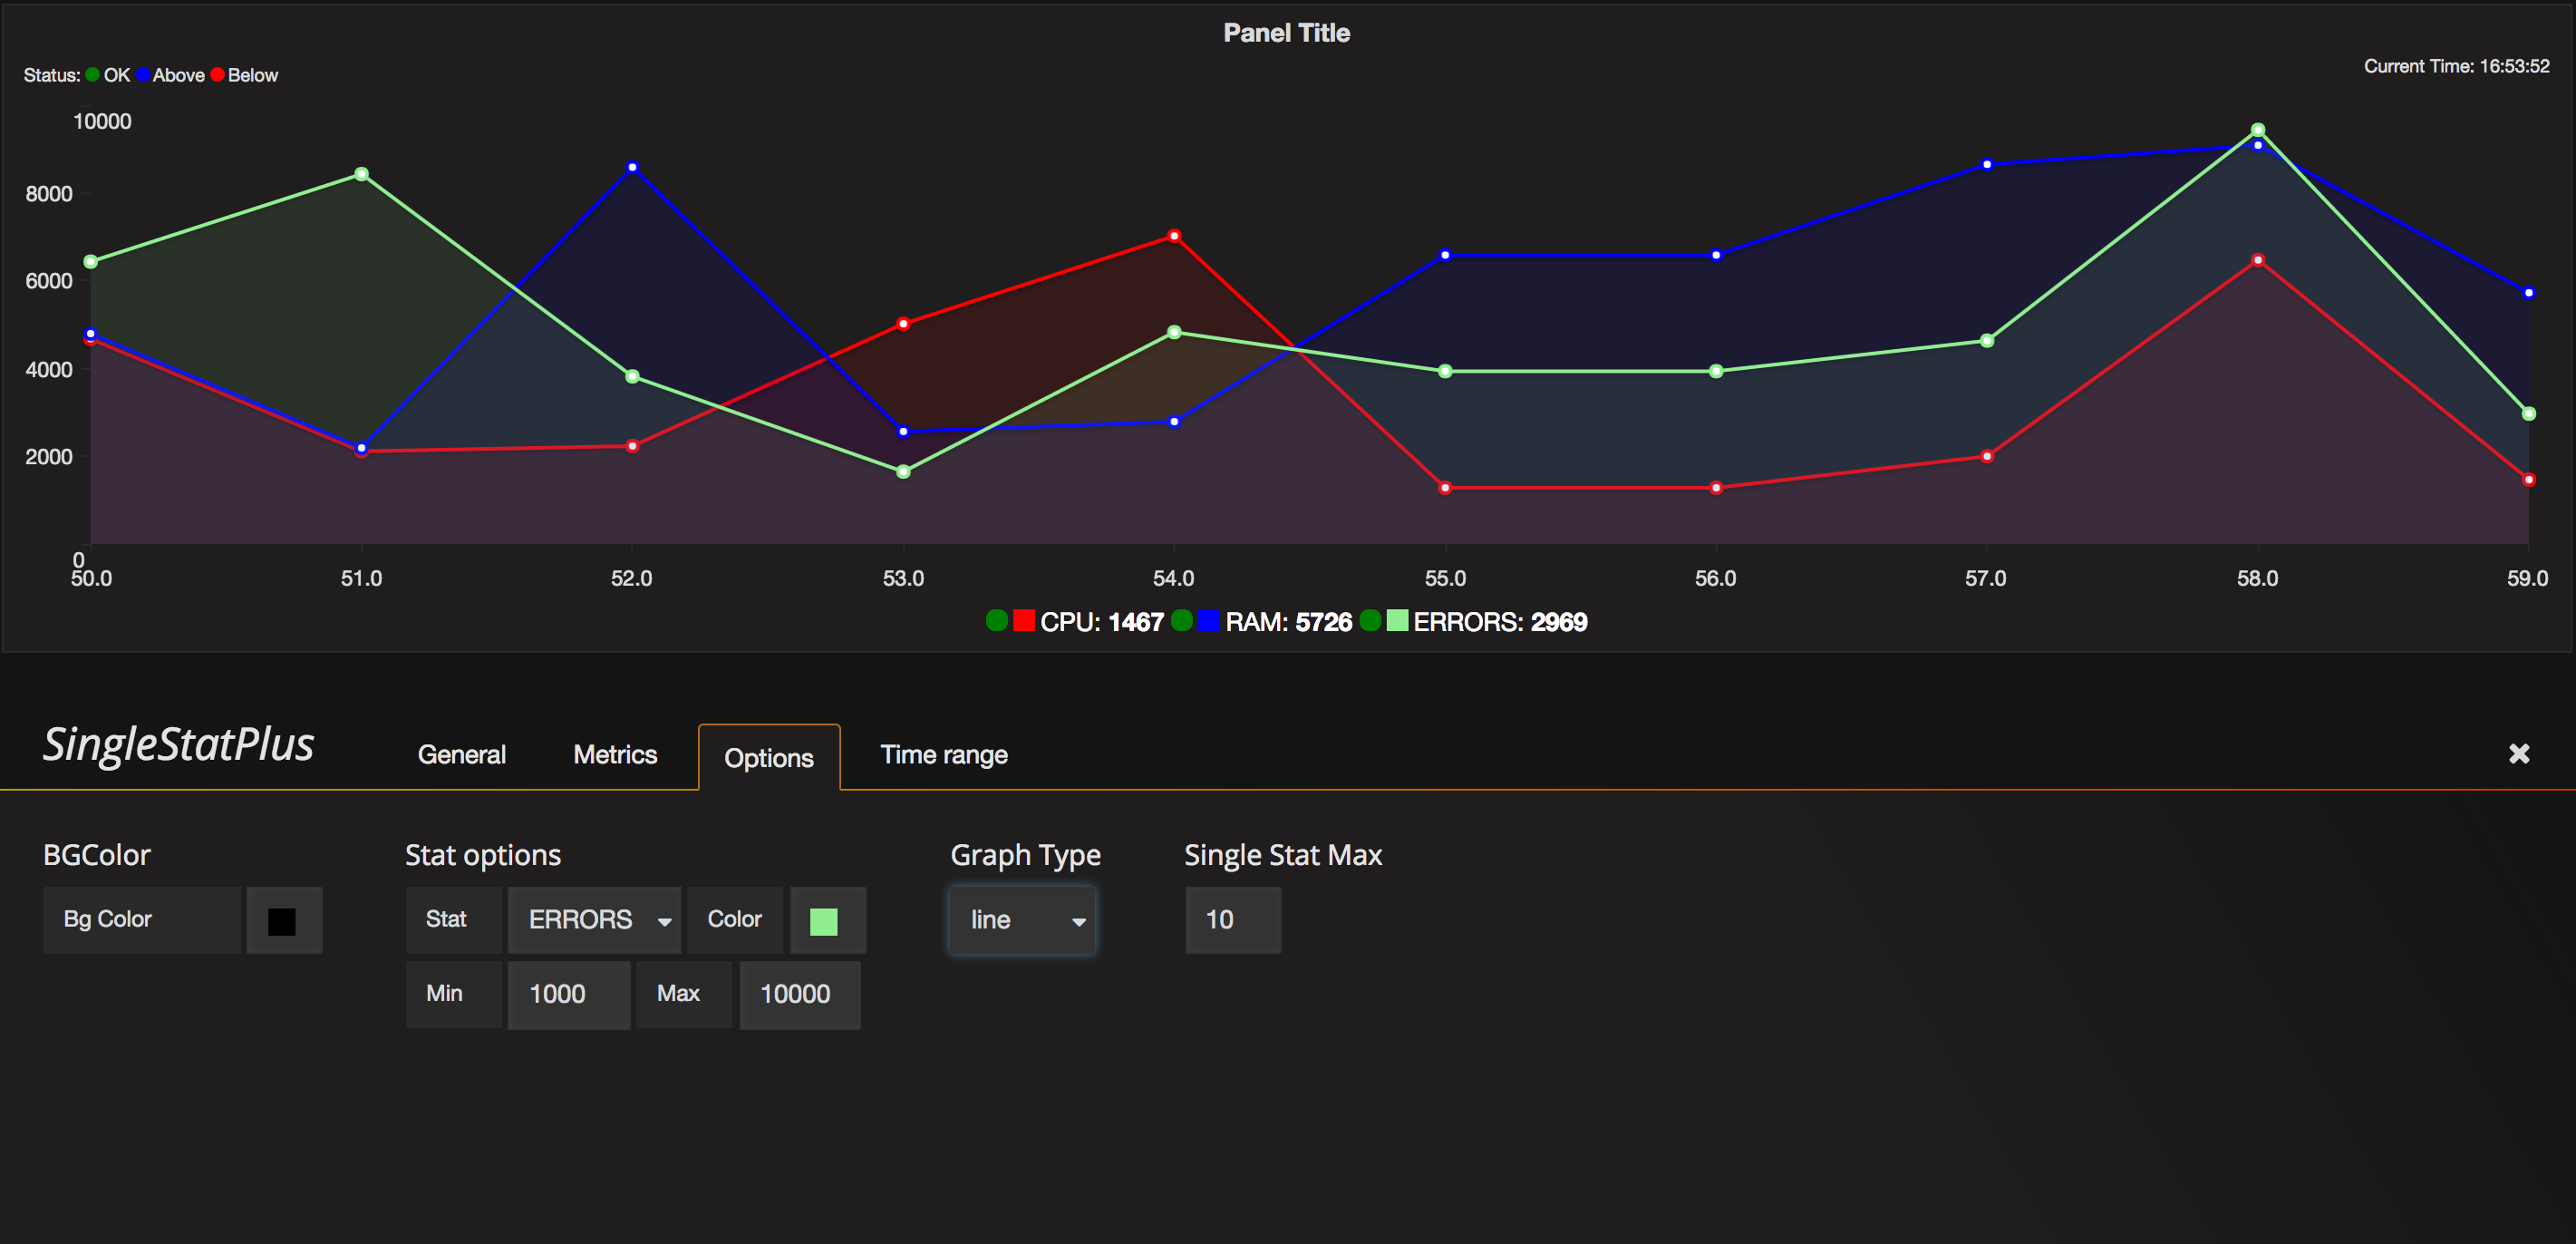 Panel Title
Status: OK Above Below
Current Time: 16:53:52
10000
8000
6000
4000
2000
0
50.0 51.0 52.0 53.0 54.0 55.0 56.0 57.0 58.0 59.0
CPU: 1467 RAM: 5726 ERRORS: 2969
SingleStatPlus General Metrics Options Time range
BGColor Stat options Graph Type Single Stat Max
Bg Color Stat ERRORS Color line 10
Min 1000 Max 10000